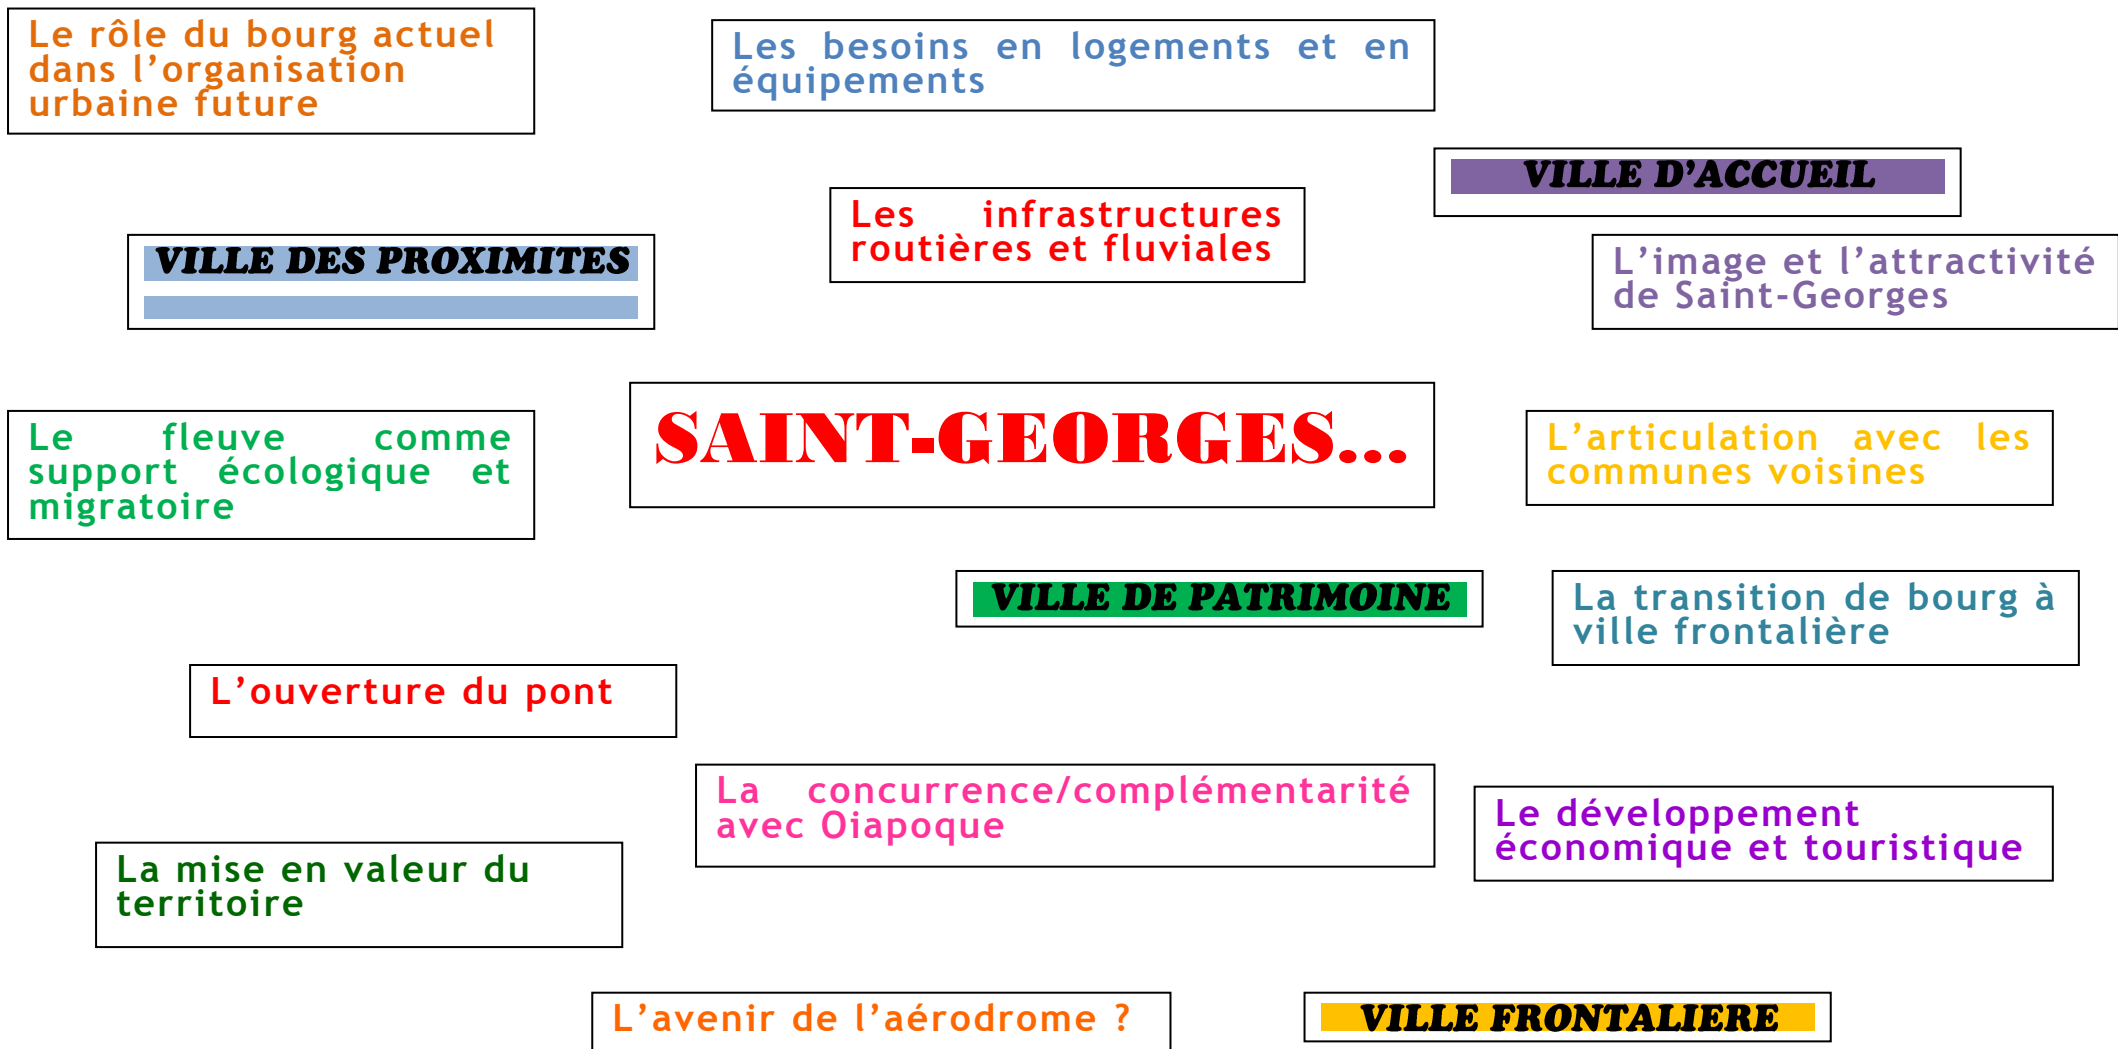 Le rôle du bourg actuel
dans l’organisation
urbaine future
Les besoins en logements et en
équipements
VILLE D’ACCUEIL
Les infrastructures
routières et fluviales
VILLE DES PROXIMITES
L’image et l’attractivité
de Saint-Georges
Le fleuve comme
support écologique et
migratoire
SAINT-GEORGES…
L’articulation avec les
communes voisines
VILLE DE PATRIMOINE
La transition de bourg à
ville frontalière
L’ouverture du pont
La concurrence/complémentarité
avec Oiapoque
Le développement
économique et touristique
La mise en valeur du
territoire
L’avenir de l’aérodrome ?
VILLE FRONTALIERE